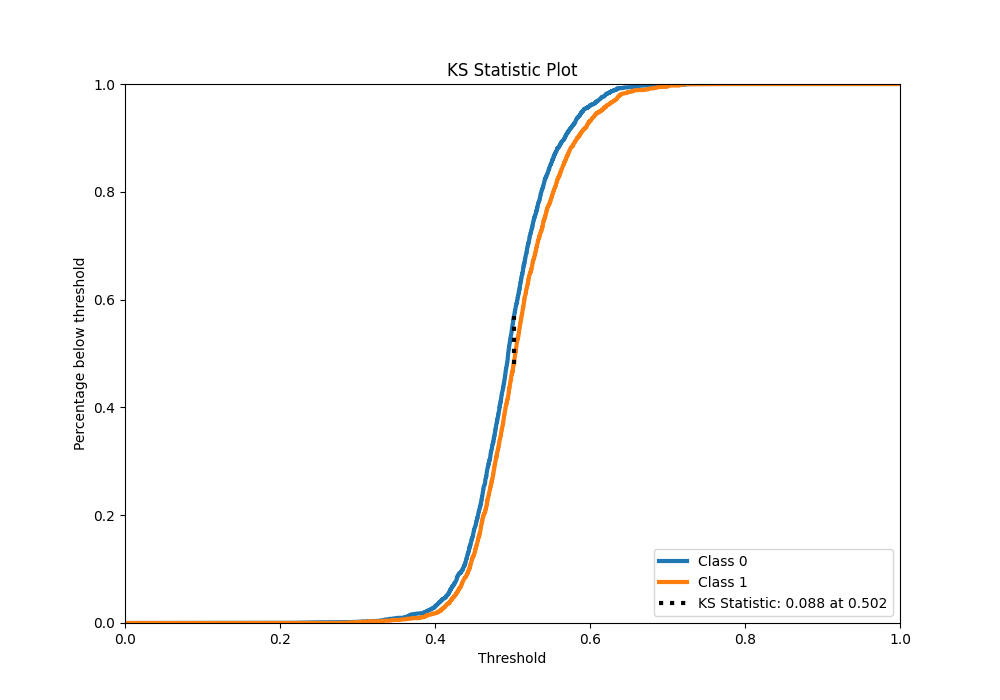 KS Statistic Plot
1.0
0.8
0.6
0.4
0.2
0.0
Percentage below threshold
0.0 0.2 0.4 0.6 0.8 1.0
Threshold
Class 0
Class 1
KS Statistic: 0.088 at 0.502